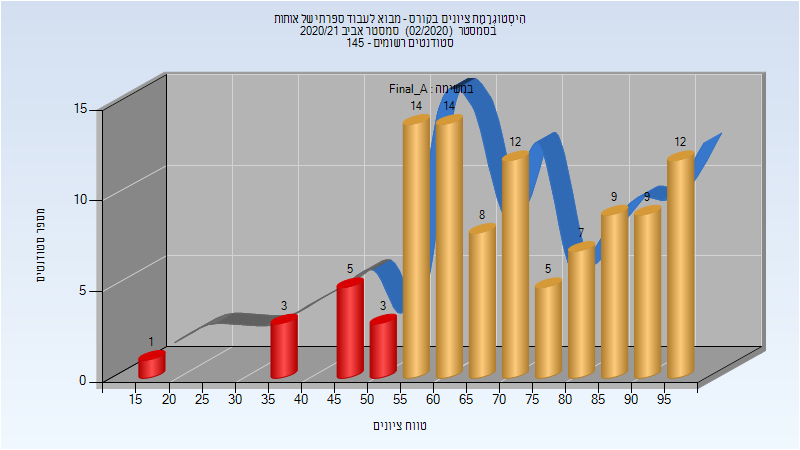 היסטוגרמת ציונים בקורס - מבוא לעבוד ספרתי של אותות
בסמסטר  (02/2020)  סמסטר אביב 2020/21
סטודנטים רשומים - 145
במשימה : Final_A
15
10
5
0
מספר סטודנטים
1
3
5
3
14
14
8
12
5
7
9
9
12
15 20 25 30 35 40 45 50 55 60 65 70 75 80 85 90 95
טווח ציונים